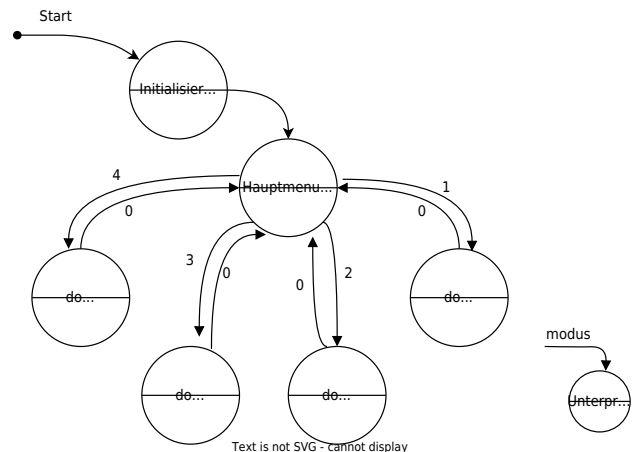 Start
Initialisier...
Hauptmenu...
4
1
0
0
3
0
0
2
do...
do...
modus
do...
do...
Unterpr...
Text is not SVG - cannot display